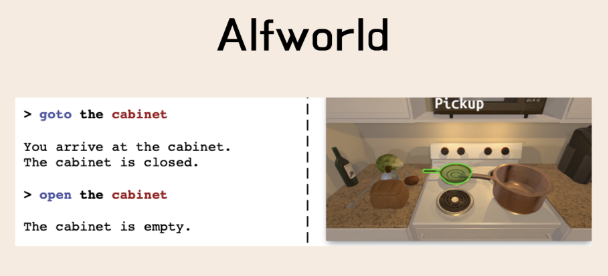 Alfworld
> goto the cabinet
You arrive at the cabinet.
The cabinet is closed.
> open the cabinet
The cabinet is empty.
Pickup